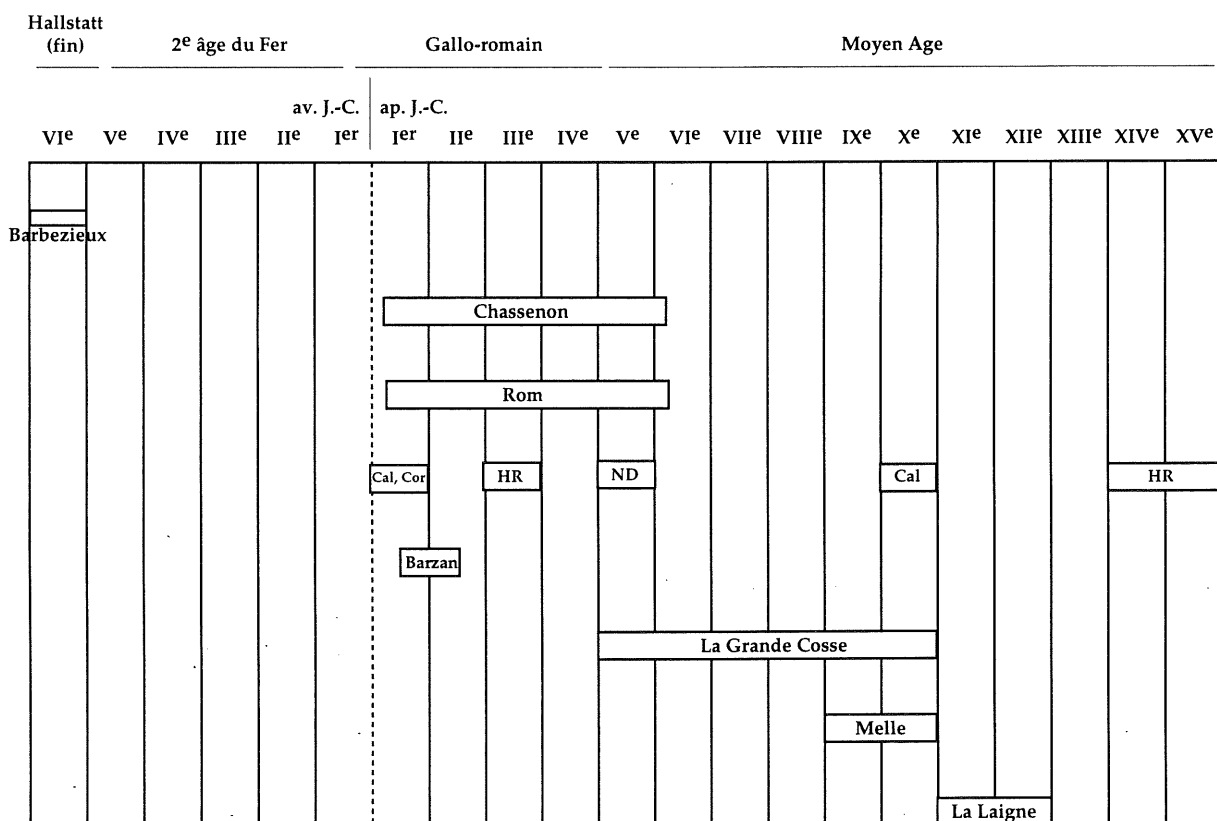 Hallstatt
(fin) 2e âge du Fer Gallo-romain Moyen Age
av. J.-C. ap. J.-C.
VIe Ve IVe IIIe IIe Ier Ier IIe IIIe IVe Ve VIe VIIe VIIIe IXe Xe XIe XIIe XIIIe XIVe XVe
Barbezieux
Chassenon
Rom
Cal, Cor HR ND Cal HR
Barzan
La Grande Cosse
Melle
La Laigne